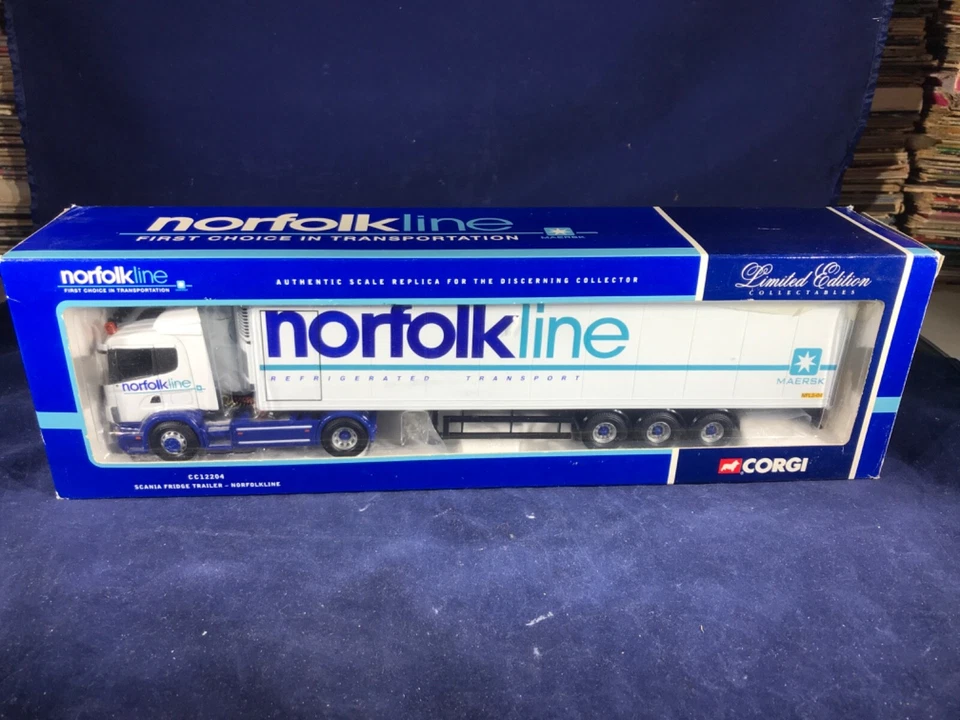 norfolkline
FIRST CHOICE IN TRANSPORTATION
MAERSK
norfolkline
FIRST CHOICE IN TRANSPORTATION
AUTHENTIC SCALE REPLICA FOR THE DISCERNING COLLECTOR
Limited Edition
COLLECTABLES
norfolkline
REFRIGERATED TRANSPORT
norfolkline
MAERSK
CORGI
CC12204
SCANIA FRIDGE TRAILER – NORFOLKLINE